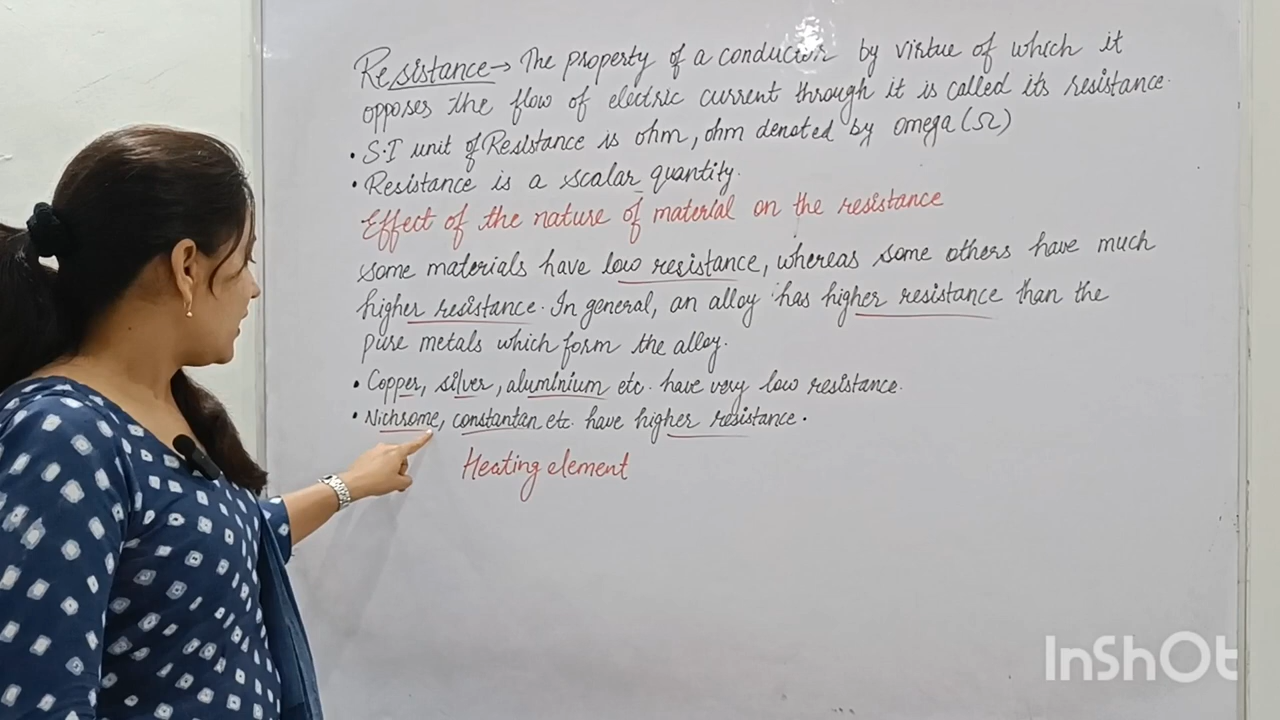 Resistance → The property of a conductor by virtue of which it
opposes the flow of electric current through it is called its resistance.
• S.I unit of Resistance is ohm, ohm denoted by omega (Ω)
• Resistance is a scalar quantity.
Effect of the nature of material on the resistance
some materials have low resistance, whereas some others have much
higher resistance. In general, an alloy has higher resistance than the
pure metals which form the alloy.
• Copper, silver, aluminium etc. have very low resistance.
• Nichrome, constantan etc. have higher resistance.
Heating element
InShOt